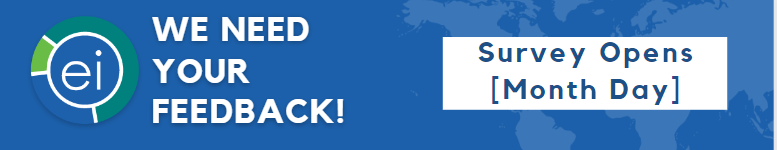 ei
WE NEED
YOUR
FEEDBACK!
Survey Opens
[Month Day]